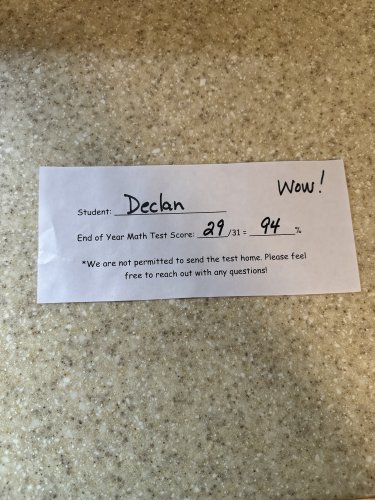 Wow!
Student: Declan
End of Year Math Test Score: 29/31 = 94%
*We are not permitted to send the test home. Please feel
free to reach out with any questions!